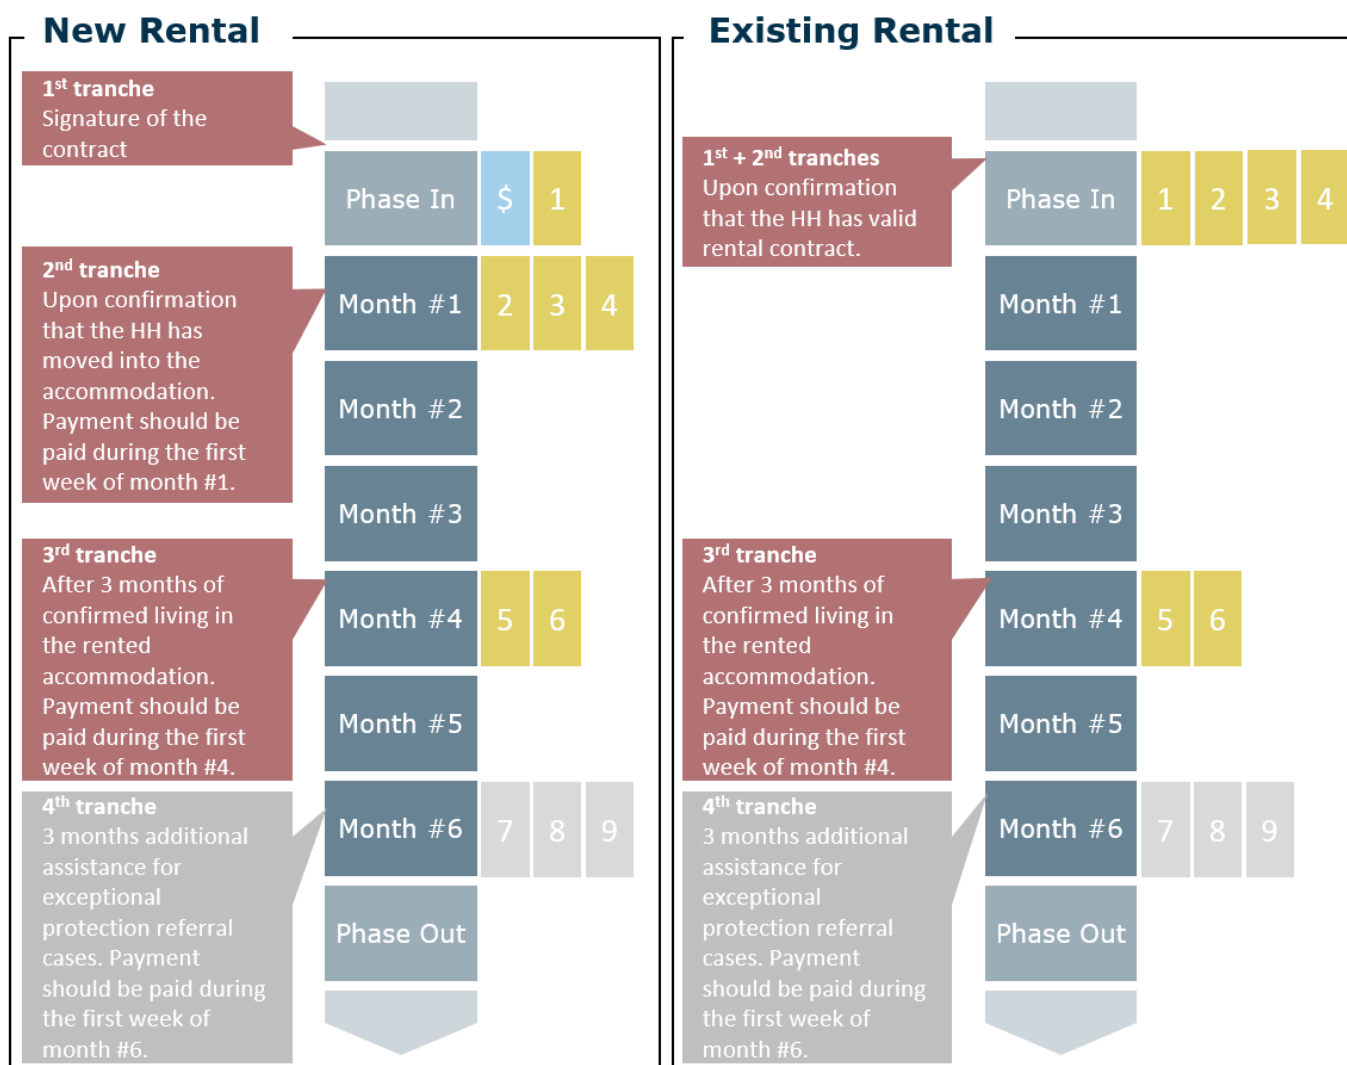 New Rental
1st tranche
Signature of the
contract
Phase In
$
1
2nd tranche
Upon confirmation
that the HH has
moved into the
accommodation.
Payment should be
paid during the first
week of month #1.
Month #1
2
3
4
Month #2
Month #3
3rd tranche
After 3 months of
confirmed living in
the rented
accommodation.
Payment should be
paid during the first
week of month #4.
Month #4
5
6
Month #5
4th tranche
3 months additional
assistance for
exceptional
protection referral
cases. Payment
should be paid during
the first week of
month #6.
Month #6
7
8
9
Phase Out
Existing Rental
1st + 2nd tranches
Upon confirmation
that the HH has valid
rental contract.
Phase In
1
2
3
4
Month #1
Month #2
Month #3
3rd tranche
After 3 months of
confirmed living in
the rented
accommodation.
Payment should be
paid during the first
week of month #4.
Month #4
5
6
Month #5
4th tranche
3 months additional
assistance for
exceptional
protection referral
cases. Payment
should be paid during
the first week of
month #6.
Month #6
7
8
9
Phase Out